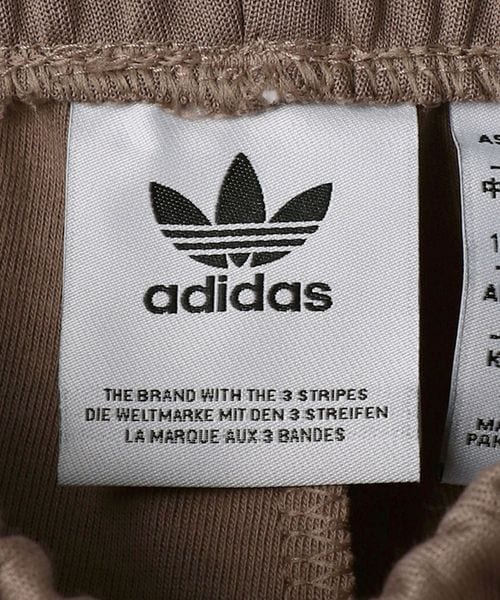 adidas
THE BRAND WITH THE 3 STRIPES
DIE WELTMARKE MIT DEN 3 STREIFEN
LA MARQUE AUX 3 BANDES